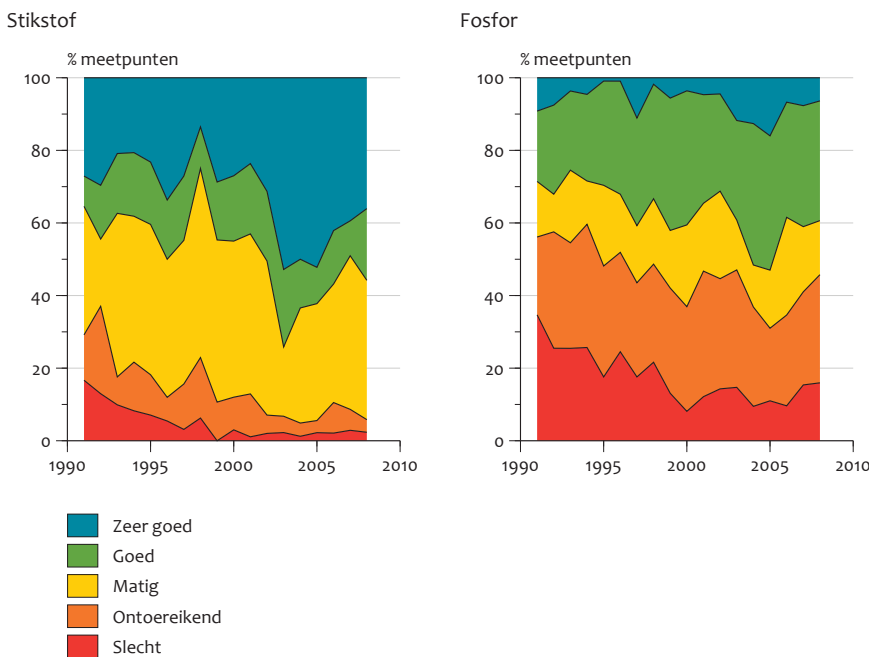 Stikstof
Fosfor
% meetpunten
% meetpunten
100
80
60
40
20
0
1990 1995 2000 2005 2010
100
80
60
40
20
0
1990 1995 2000 2005 2010
Zeer goed
Goed
Matig
Ontoereikend
Slecht